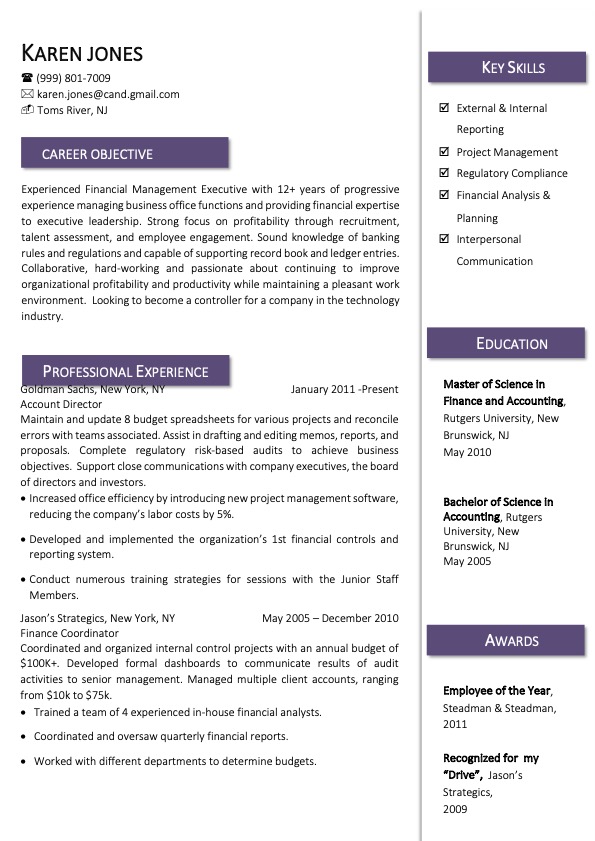 KAREN JONES
☎ (999) 801-7009
✉ karen.jones@cand.gmail.com
Toms River, NJ
CAREER OBJECTIVE
Experienced Financial Management Executive with 12+ years of progressive
experience managing business office functions and providing financial expertise
to executive leadership. Strong focus on profitability through recruitment,
talent assessment, and employee engagement. Sound knowledge of banking
rules and regulations and capable of supporting record book and ledger entries.
Collaborative, hard-working and passionate about continuing to improve
organizational profitability and productivity while maintaining a pleasant work
environment. Looking to become a controller for a company in the technology
industry.
PROFESSIONAL EXPERIENCE
Goldman Sachs, New York, NY January 2011 -Present
Account Director
Maintain and update 8 budget spreadsheets for various projects and reconcile
errors with teams associated. Assist in drafting and editing memos, reports, and
proposals. Complete regulatory risk-based audits to achieve business
objectives. Support close communications with company executives, the board
of directors and investors.
• Increased office efficiency by introducing new project management software,
reducing the company's labor costs by 5%.
• Developed and implemented the organization's 1st financial controls and
reporting system.
• Conduct numerous training strategies for sessions with the Junior Staff
Members.
Jason's Strategics, New York, NY May 2005 – December 2010
Finance Coordinator
Coordinated and organized internal control projects with an annual budget of
$100K+. Developed formal dashboards to communicate results of audit
activities to senior management. Managed multiple client accounts, ranging
from $10k to $75k.
• Trained a team of 4 experienced in-house financial analysts.
• Coordinated and oversaw quarterly financial reports.
• Worked with different departments to determine budgets.
KEY SKILLS
☑ External & Internal
Reporting
☑ Project Management
☑ Regulatory Compliance
☑ Financial Analysis &
Planning
☑ Interpersonal
Communication
EDUCATION
Master of Science in
Finance and Accounting,
Rutgers University, New
Brunswick, NJ
May 2010
Bachelor of Science in
Accounting, Rutgers
University, New
Brunswick, NJ
May 2005
AWARDS
Employee of the Year,
Steadman & Steadman,
2011
Recognized for my
"Drive", Jason's
Strategics,
2009